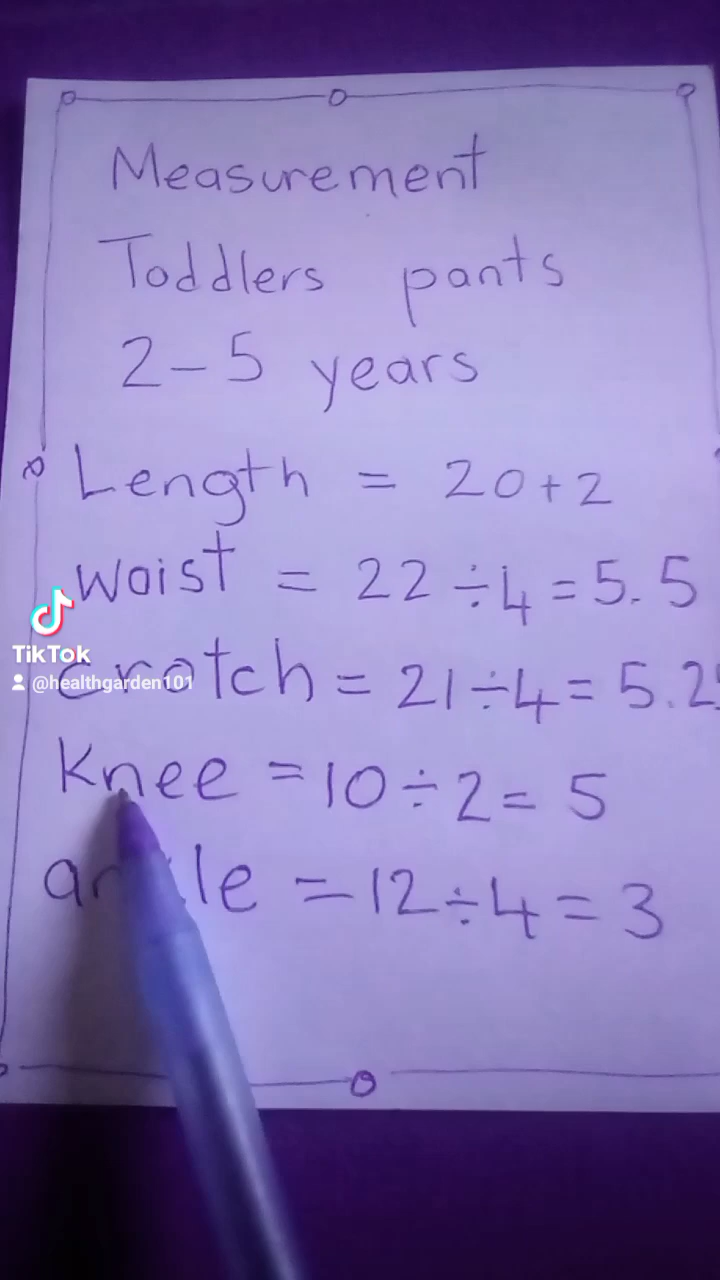 Measurement
Toddlers pants
2-5 years
Length = 20+2
Waist = 22÷4=5.5
TikTok
@healthgarden101
crotch = 21÷4=5.2
Knee =10÷2= 5
=12÷4=3